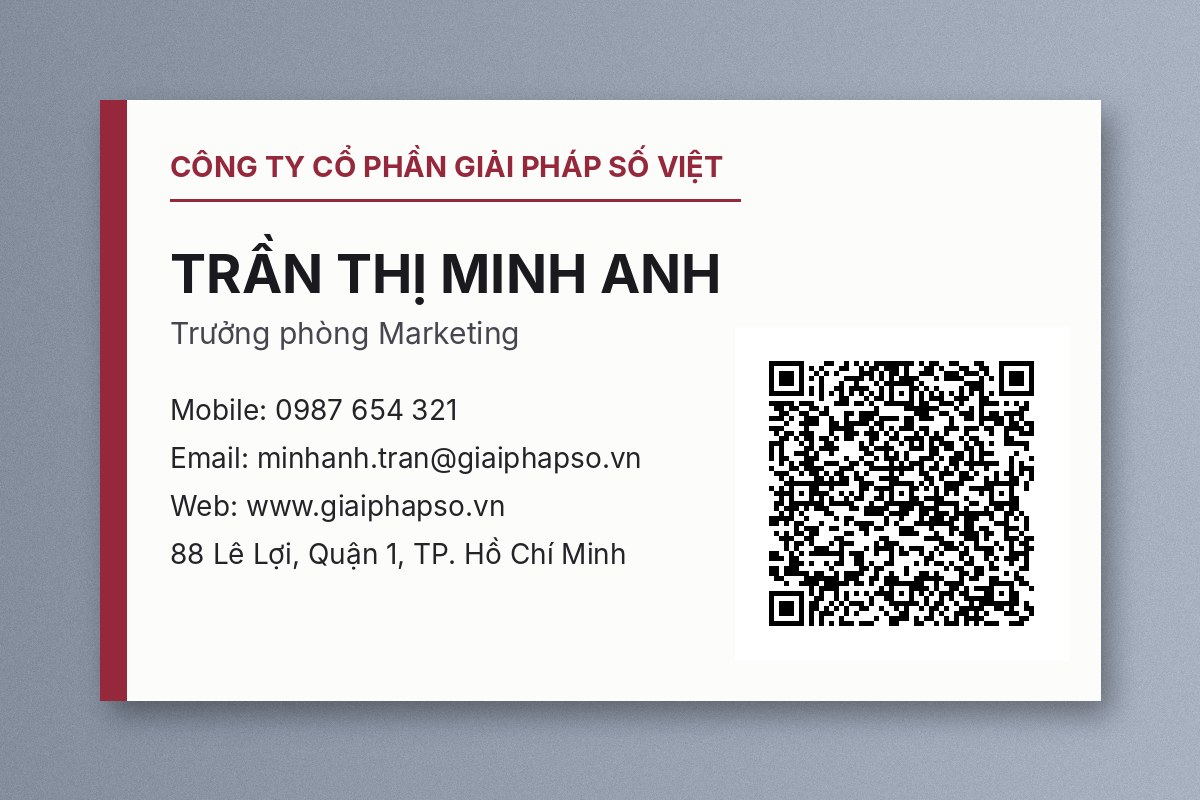 CÔNG TY CỔ PHẦN GIẢI PHÁP SỐ VIỆT
TRẦN THỊ MINH ANH
Trưởng phòng Marketing
Mobile: 0987 654 321
Email: minhanh.tran@giaiphapso.vn
Web: www.giaiphapso.vn
88 Lê Lợi, Quận 1, TP. Hồ Chí Minh